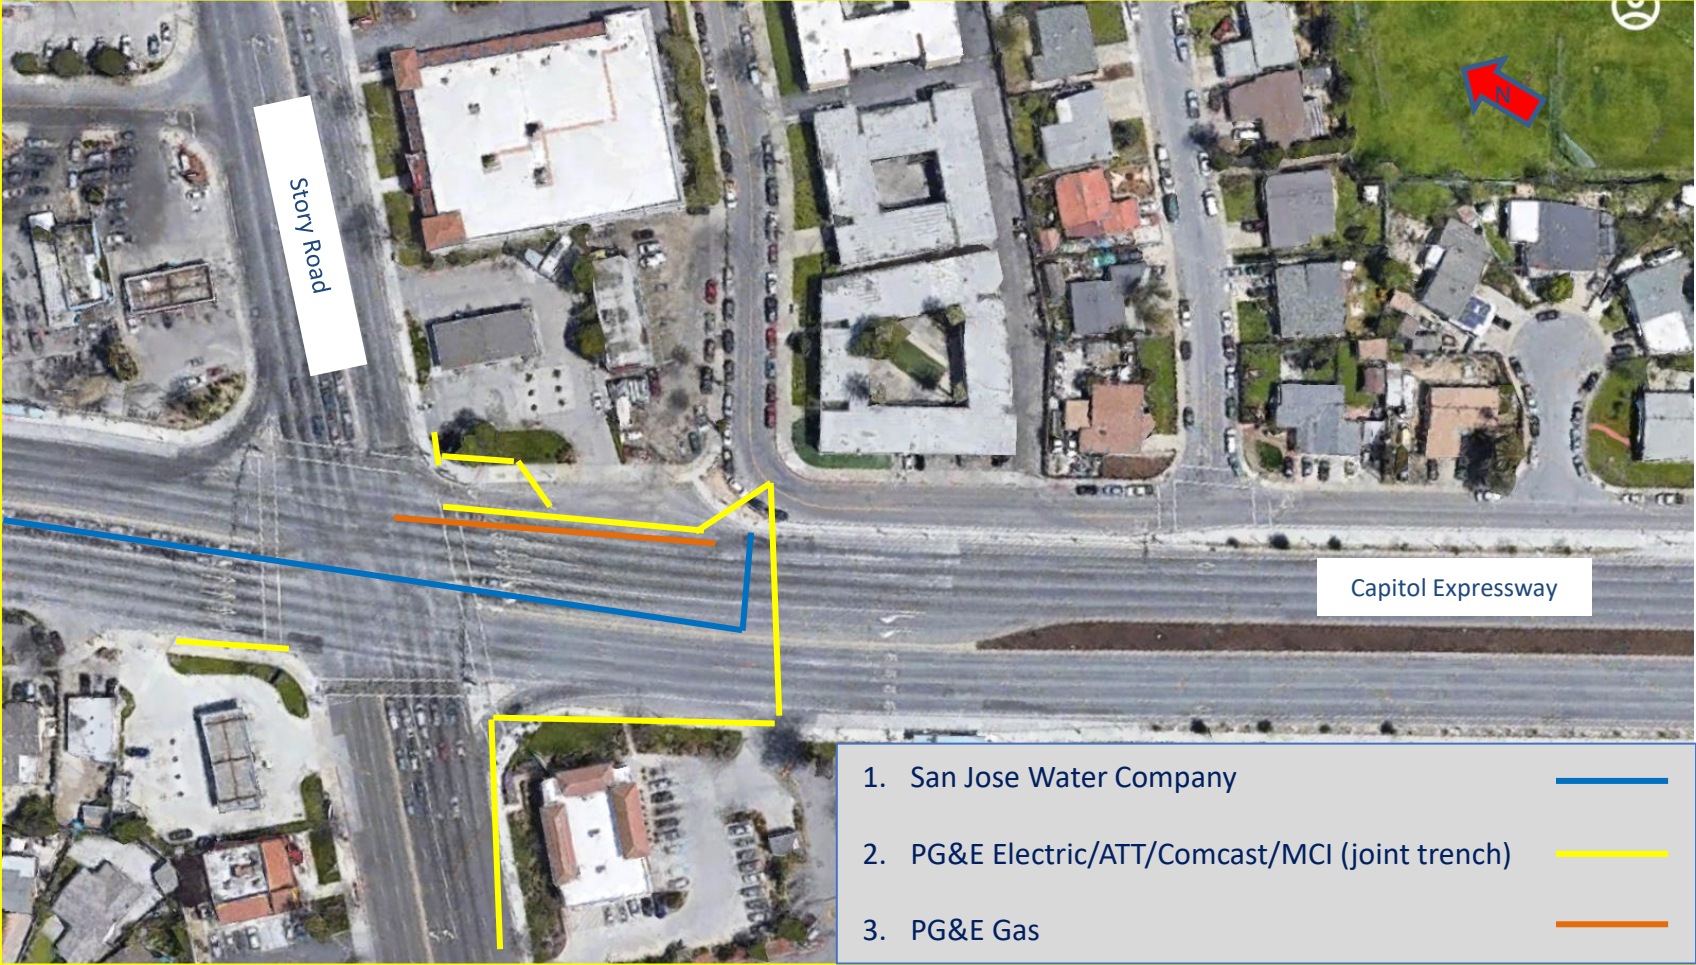 N
Story Road
Capitol Expressway
1. San Jose Water Company
2. PG&E Electric/ATT/Comcast/MCI (joint trench)
3. PG&E Gas